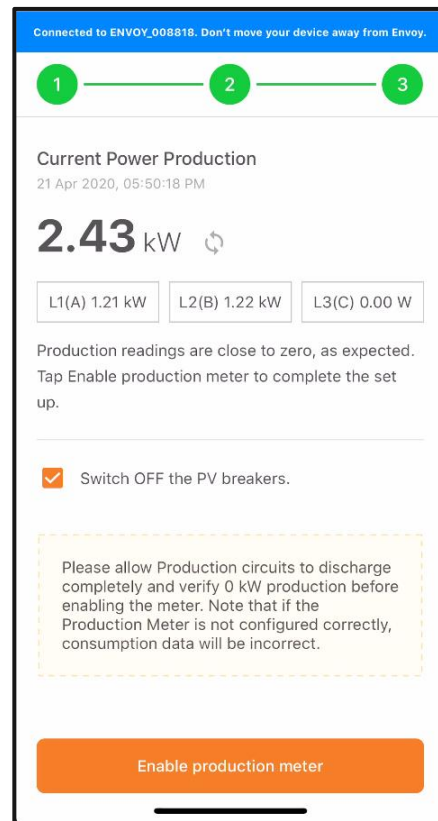 Connected to ENVOY_008818. Don't move your device away from Envoy.
1 2 3
Current Power Production
21 Apr 2020, 05:50:18 PM
2.43 kW
L1(A) 1.21 kW L2(B) 1.22 kW L3(C) 0.00 W
Production readings are close to zero, as expected.
Tap Enable production meter to complete the set
up.
Switch OFF the PV breakers.
Please allow Production circuits to discharge
completely and verify 0 kW production before
enabling the meter. Note that if the
Production Meter is not configured correctly,
consumption data will be incorrect.
Enable production meter